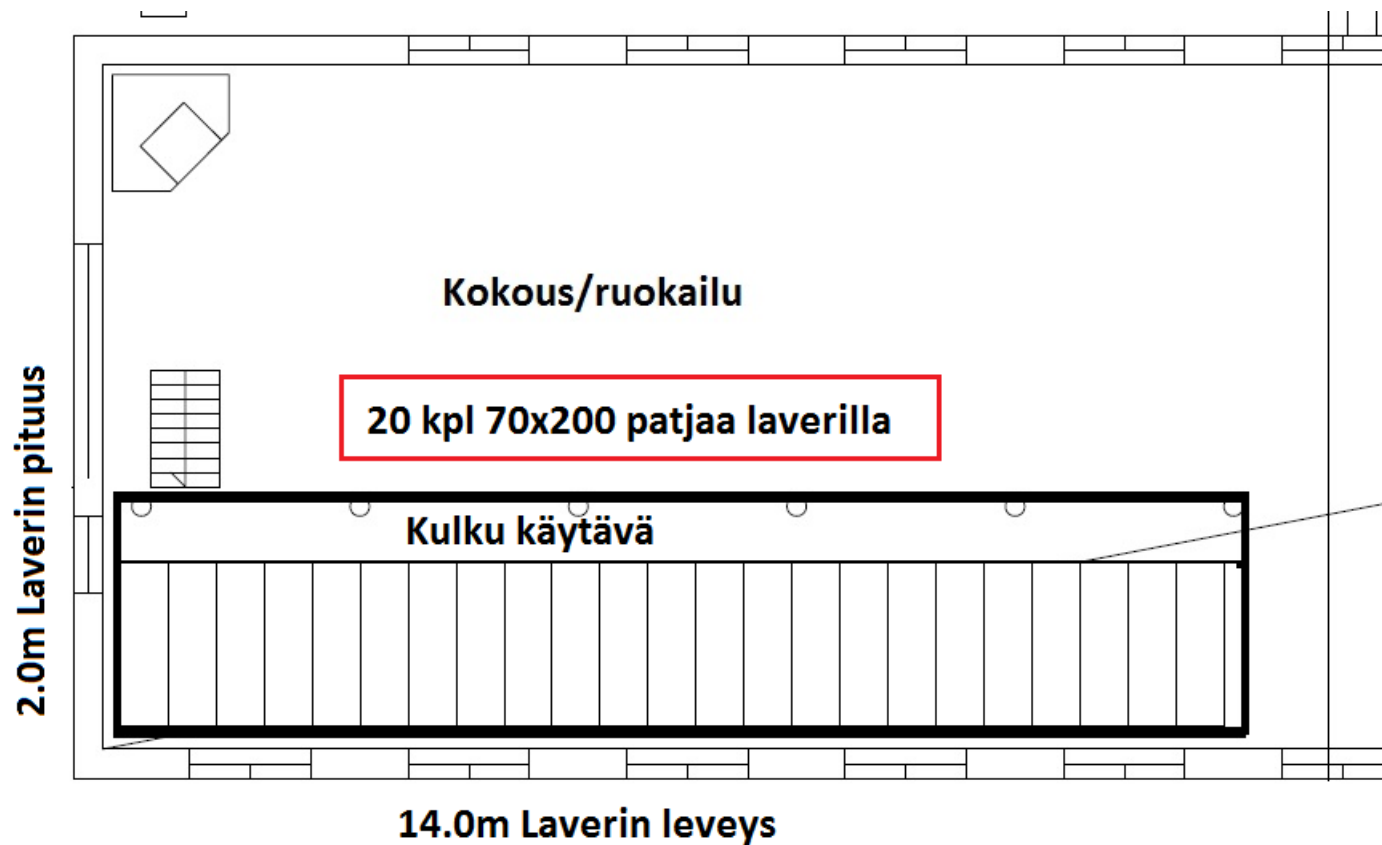 Kokous/ruokailu
20 kpl 70x200 patjaa laverilla
Kulku käytävä
2.0m Laverin pituus
14.0m Laverin leveys